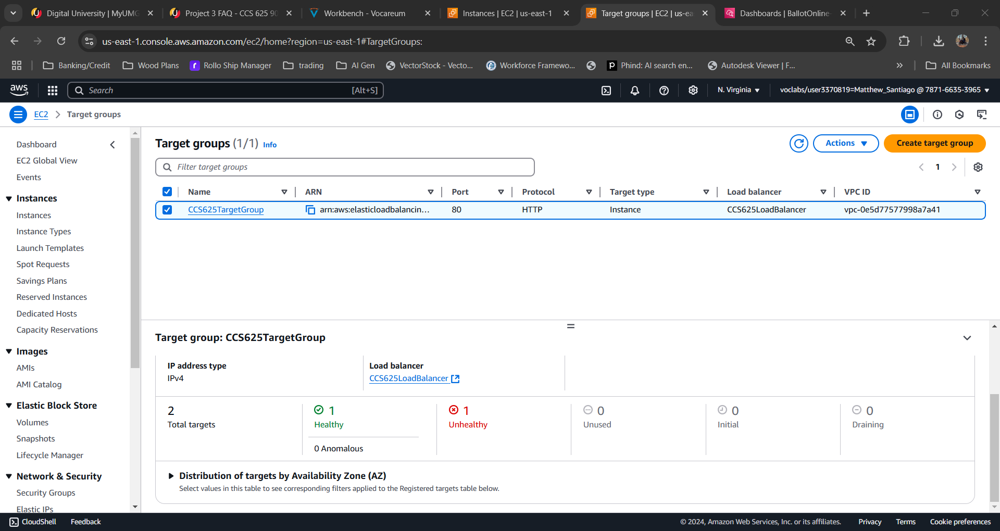 Digital University | MyUMG
Project 3 FAQ - CCS 625 90
Workbench - Vocareum
Instances | EC2 | us-east-1
Target groups | EC2 | us-ea
Dashboards | BallotOnline-
us-east-1.console.aws.amazon.com/ec2/home?region=us-east-1#TargetGroups:
Banking/Credit
Wood Plans
Rollo Ship Manager
trading
AI Gen
VectorStock - Vecto...
Workforce Framewo...
Phind: AI search en...
Autodesk Viewer | F...
All Bookmarks
aws
Search
[Alt+S]
N. Virginia
voclabs/user3370819=Matthew_Santiago @ 7871-6635-3965
EC2
Target groups
Dashboard
EC2 Global View
Events
Instances
Instances
Instance Types
Launch Templates
Spot Requests
Savings Plans
Reserved Instances
Dedicated Hosts
Capacity Reservations
Images
AMIs
AMI Catalog
Elastic Block Store
Volumes
Snapshots
Lifecycle Manager
Network & Security
Security Groups
Elastic IPs
Target groups (1/1) Info
Actions
Create target group
Filter target groups
1
Name
ARN
Port
Protocol
Target type
Load balancer
VPC ID
CCS625TargetGroup
arn:aws:elasticloadbalancin...
80
HTTP
Instance
CCS625LoadBalancer
vpc-0e5d77577998a7a41
Target group: CCS625TargetGroup
IP address type
IPv4
Load balancer
CCS625LoadBalancer
2
Total targets
1
Healthy
0 Anomalous
1
Unhealthy
0
Unused
0
Initial
0
Draining
Distribution of targets by Availability Zone (AZ)
Select values in this table to see corresponding filters applied to the Registered targets table below.
CloudShell
Feedback
© 2024, Amazon Web Services, Inc. or its affiliates.
Privacy
Terms
Cookie preferences